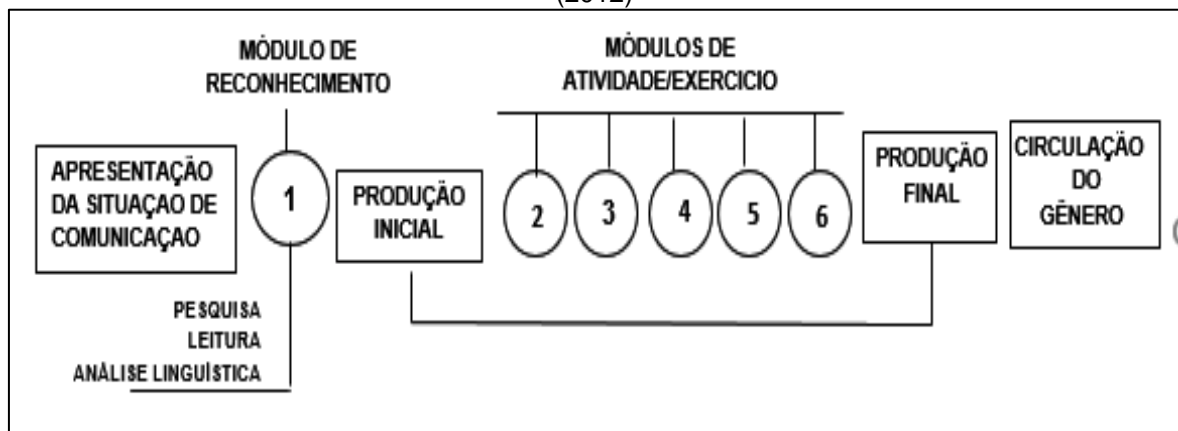 (2012)
MÓDULO DE
RECONHECIMENTO
MÓDULOS DE
ATIVIDADE/EXERCICIO
APRESENTAÇÃO
DA SITUAÇAO DE
COMUNICAÇAO
1
PRODUÇÃO
INICIAL
2
3
4
5
6
PRODUÇÃO
FINAL
CIRCULAÇÃO
DO
GÊNERO
PESQUISA
LEITURA
ANÁLISE LINGUÍSTICA